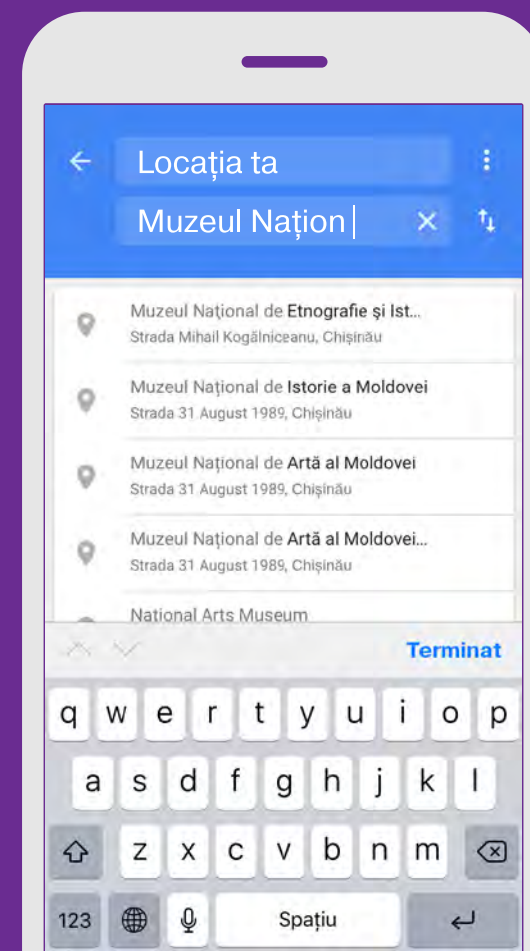 Locația ta
Muzeul Națion
Muzeul Național de Etnografie şi Ist...
Strada Mihail Kogălniceanu, Chișinău
Muzeul Național de Istorie a Moldovei
Strada 31 August 1989, Chișinău
Muzeul Național de Artă al Moldovei
Strada 31 August 1989, Chișinău
Muzeul Național de Artă al Moldovei...
Strada 31 August 1989, Chișinău
National Arts Museum
Terminat
q w e r t y u i o p
a s d f g h j k l
z x c v b n m
123 Spațiu